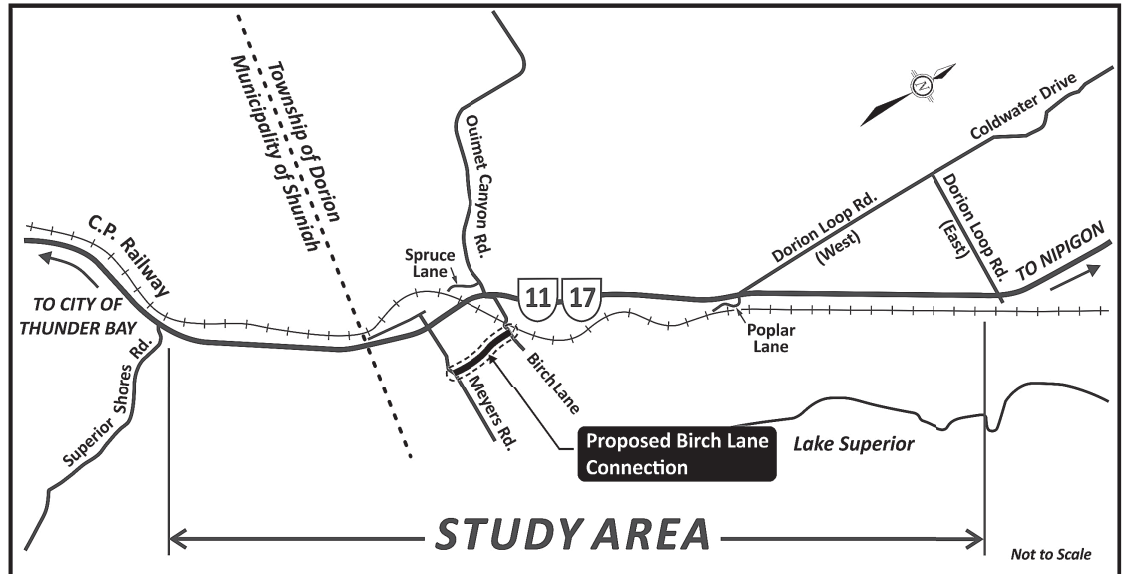 Township of Dorion
Municipality of Shuniah
Ouimet Canyon Rd.
N
Coldwater Drive
C.P. Railway
Spruce
Lane
Dorion Loop Rd.
(West)
Dorion Loop Rd.
(East)
TO NIPIGON
TO CITY OF
THUNDER BAY
11
17
Superior Shores Rd.
Poplar
Lane
Birch Lane
Meyers Rd.
Proposed Birch Lane
Connection
Lake Superior
STUDY AREA
Not to Scale